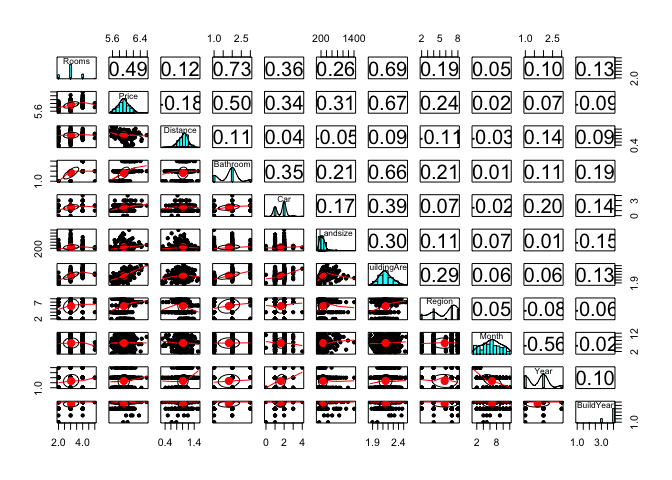 5.6 6.4 1.0 2.5 200 1400 2 5 8 1.0 2.5
Rooms 0.49 0.12 0.73 0.36 0.26 0.69 0.19 0.05 0.10 0.13 2.0
5.6 Price -0.18 0.50 0.34 0.31 0.67 0.24 0.02 0.07 -0.09
Distance 0.11 0.04 -0.05 0.09 -0.11 -0.03 0.14 0.09 0.4
1.0 Bathroom 0.35 0.21 0.66 0.21 0.01 0.11 0.19
Car 0.17 0.39 0.07 -0.02 0.20 0.14 0 3
200 andsize 0.30 0.11 0.07 0.01 -0.15
uildingAre 0.29 0.06 0.06 0.13 1.9
2 7 Region 0.05 -0.08 -0.06
Month -0.56 -0.02 2 12
1.0 Year 0.10
BuildYear 1.0
2.0 4.0 0.4 1.4 0 2 4 1.9 2.4 2 8 1.0 3.0